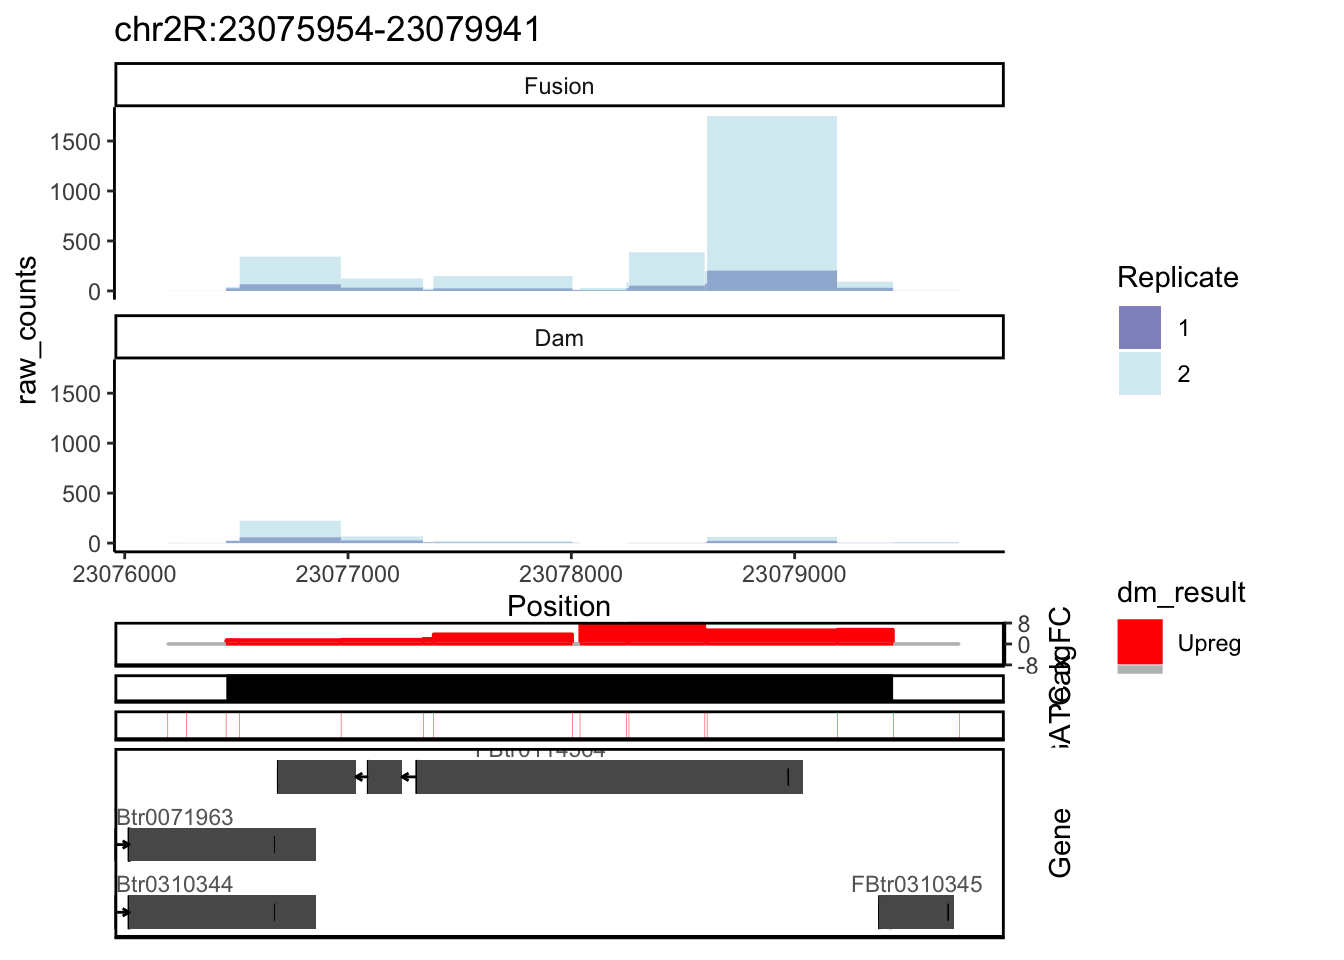 chr2R:23075954-23079941
Fusion
1500
1000
500
0
raw_counts
Dam
1500
1000
500
0
23076000 23077000 23078000 23079000
Position
Replicate
1
2
dm_result
Upreg
8
0
-8
Btr0071963
Gene
Btr0310344
FBtr0310345